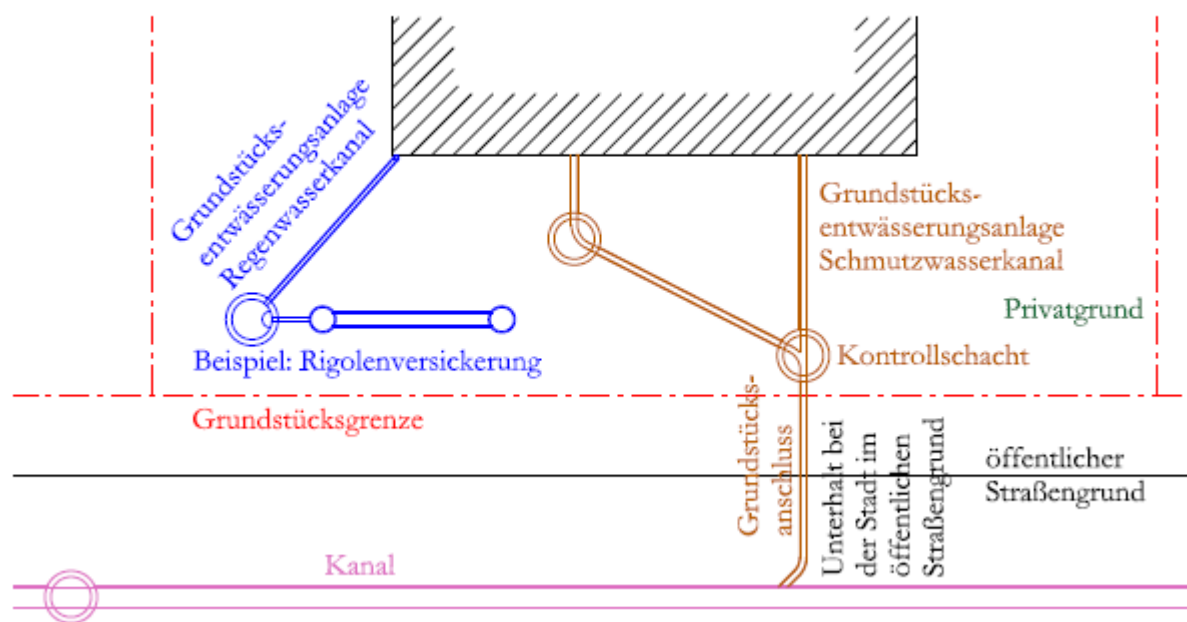 Grundstücks-
entwässerungsanlage
Regenwasserkanal
Grundstücks-
entwässerungsanlage
Schmutzwasserkanal
Privatgrund
Beispiel: Rigolenversickerung
Kontrollschacht
Grundstücksgrenze
Grundstücks-
anschluss
Unterhalt bei
der Stadt im
öffentlichen
Straßengrund
öffentlicher
Straßengrund
Kanal